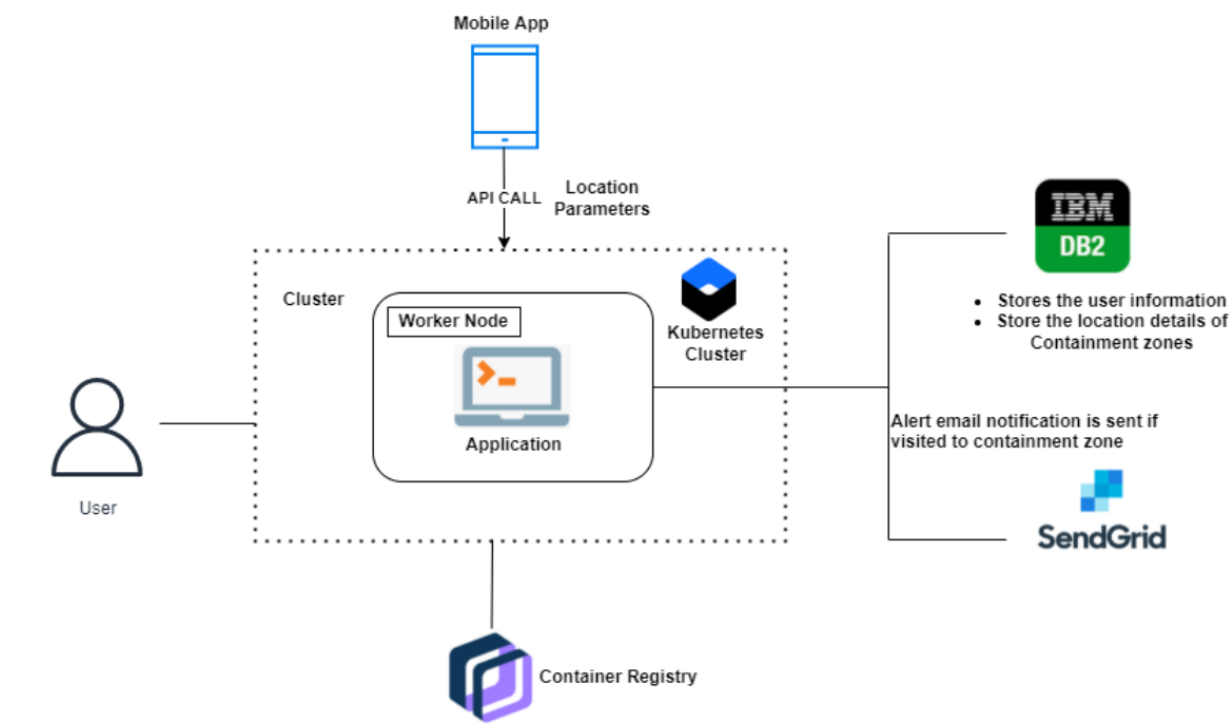 Mobile App
API CALL
Location
Parameters
IBM
DB2
Cluster
Worker Node
Kubernetes
Cluster
• Stores the user information
• Store the location details of
Containment zones
Application
Alert email notification is sent if
visited to containment zone
User
SendGrid
Container Registry